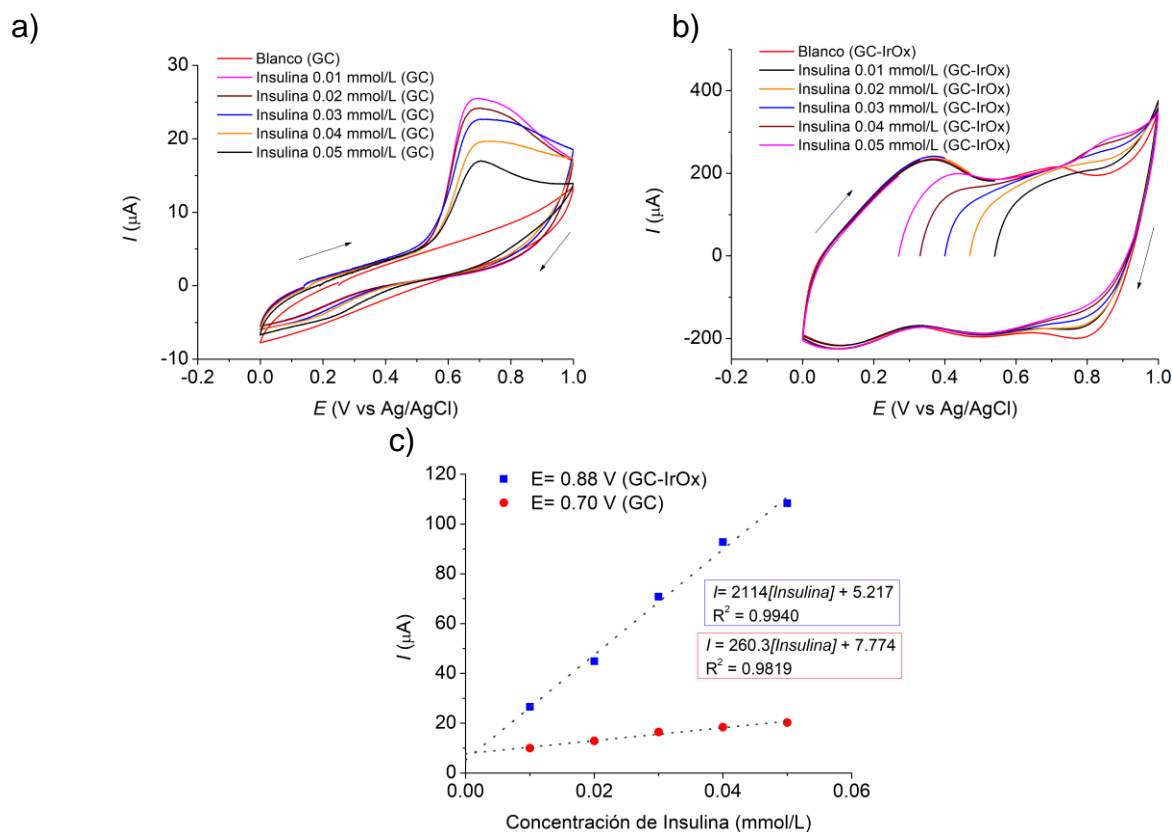 a)
Blanco (GC)
Insulina 0.01 mmol/L (GC)
Insulina 0.02 mmol/L (GC)
Insulina 0.03 mmol/L (GC)
Insulina 0.04 mmol/L (GC)
Insulina 0.05 mmol/L (GC)
30
20
10
0
-10
I (µA)
-0.2 0.0 0.2 0.4 0.6 0.8 1.0
E (V vs Ag/AgCl)
b)
Blanco (GC-IrOx)
Insulina 0.01 mmol/L (GC-IrOx)
Insulina 0.02 mmol/L (GC-IrOx)
Insulina 0.03 mmol/L (GC-IrOx)
Insulina 0.04 mmol/L (GC-IrOx)
Insulina 0.05 mmol/L (GC-IrOx)
400
200
0
-200
I (µA)
-0.2 0.0 0.2 0.4 0.6 0.8 1.0
E (V vs Ag/AgCl)
c)
E= 0.88 V (GC-IrOx)
E= 0.70 V (GC)
120
100
80
60
40
20
0
I (µA)
I= 2114[Insulina] + 5.217
R² = 0.9940
I = 260.3[Insulina] + 7.774
R² = 0.9819
0.00 0.02 0.04 0.06
Concentración de Insulina (mmol/L)